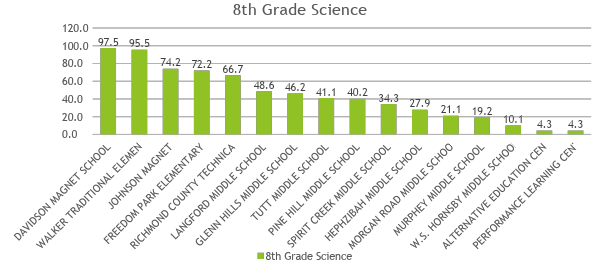 8th Grade Science
120.0
100.0
80.0
60.0
40.0
20.0
0.0
97.5
95.5
74.2
72.2
66.7
48.6
46.2
41.1
40.2
34.3
27.9
21.1
19.2
10.1
4.3
4.3
DAVIDSON MAGNET SCHOOL
WALKER TRADITIONAL ELEMEN
JOHNSON MAGNET
FREEDOM PARK ELEMENTARY
RICHMOND COUNTY TECHNICA
LANGFORD MIDDLE SCHOOL
GLENN HILLS MIDDLE SCHOOL
TUTT MIDDLE SCHOOL
PINE HILL MIDDLE SCHOOL
SPIRIT CREEK MIDDLE SCHOOL
HEPHZIBAH MIDDLE SCHOOL
MORGAN ROAD MIDDLE SCHOO
MURPHEY MIDDLE SCHOOL
W.S. HORNSBY MIDDLE SCHOO
ALTERNATIVE EDUCATION CEN
PERFORMANCE LEARNING CEN
8th Grade Science